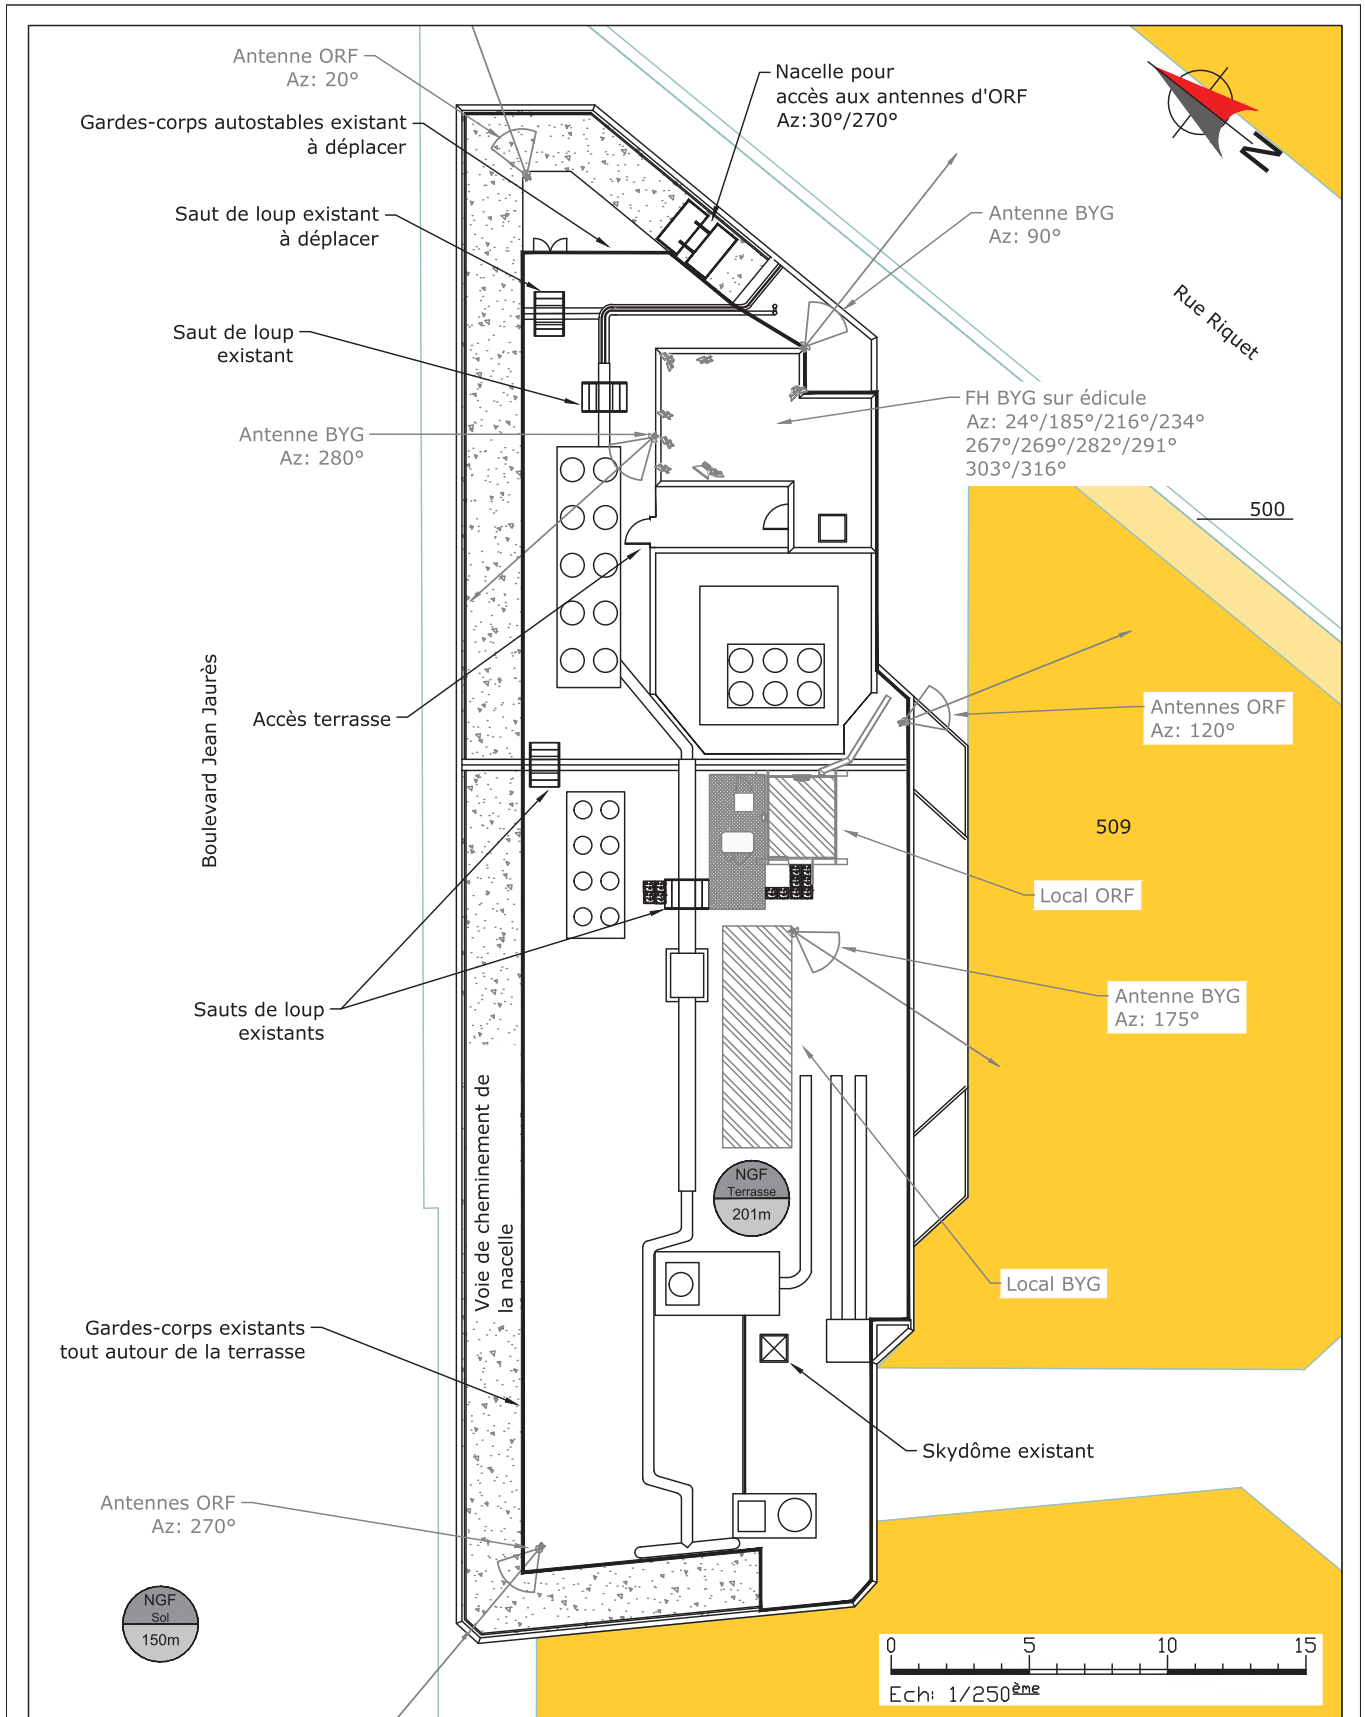 Antenne ORF
Az: 20°
Gardes-corps autostables existant
à déplacer
Saut de loup existant
à déplacer
Saut de loup
existant
Antenne BYG
Az: 280°
Nacelle pour
accès aux antennes d'ORF
Az:30°/270°
Antenne BYG
Az: 90°
N
Rue Riquet
FH BYG sur édicule
Az: 24°/185°/216°/234°
267°/269°/282°/291°
303°/316°
500
Boulevard Jean Jaurès
Accès terrasse
Antennes ORF
Az: 120°
509
Local ORF
Sauts de loup
existants
Antenne BYG
Az: 175°
Voie de cheminement de
la nacelle
NGF
Terrasse
201m
Local BYG
Gardes-corps existants
tout autour de la terrasse
Skydôme existant
Antennes ORF
Az: 270°
NGF
Sol
150m
0 5 10 15
Ech: 1/250ème